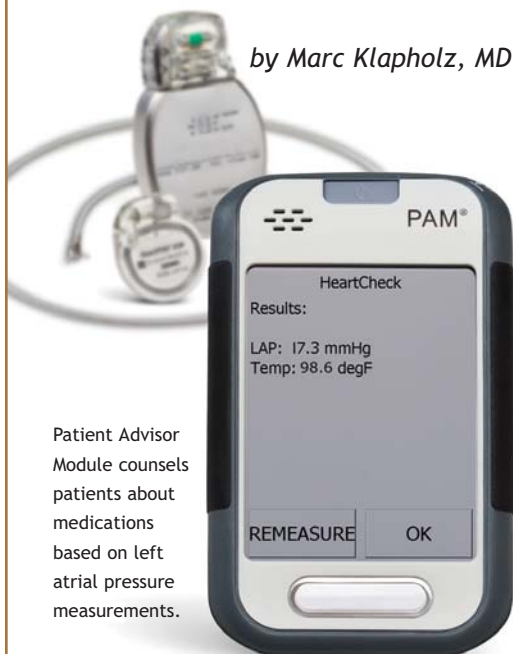 by Marc Klapholz, MD
PAM®
HeartCheck
Results:
LAP: 17.3 mmHg
Temp: 98.6 degF
REMEASURE
OK
Patient Advisor
Module counsels
patients about
medications
based on left
atrial pressure
measurements.